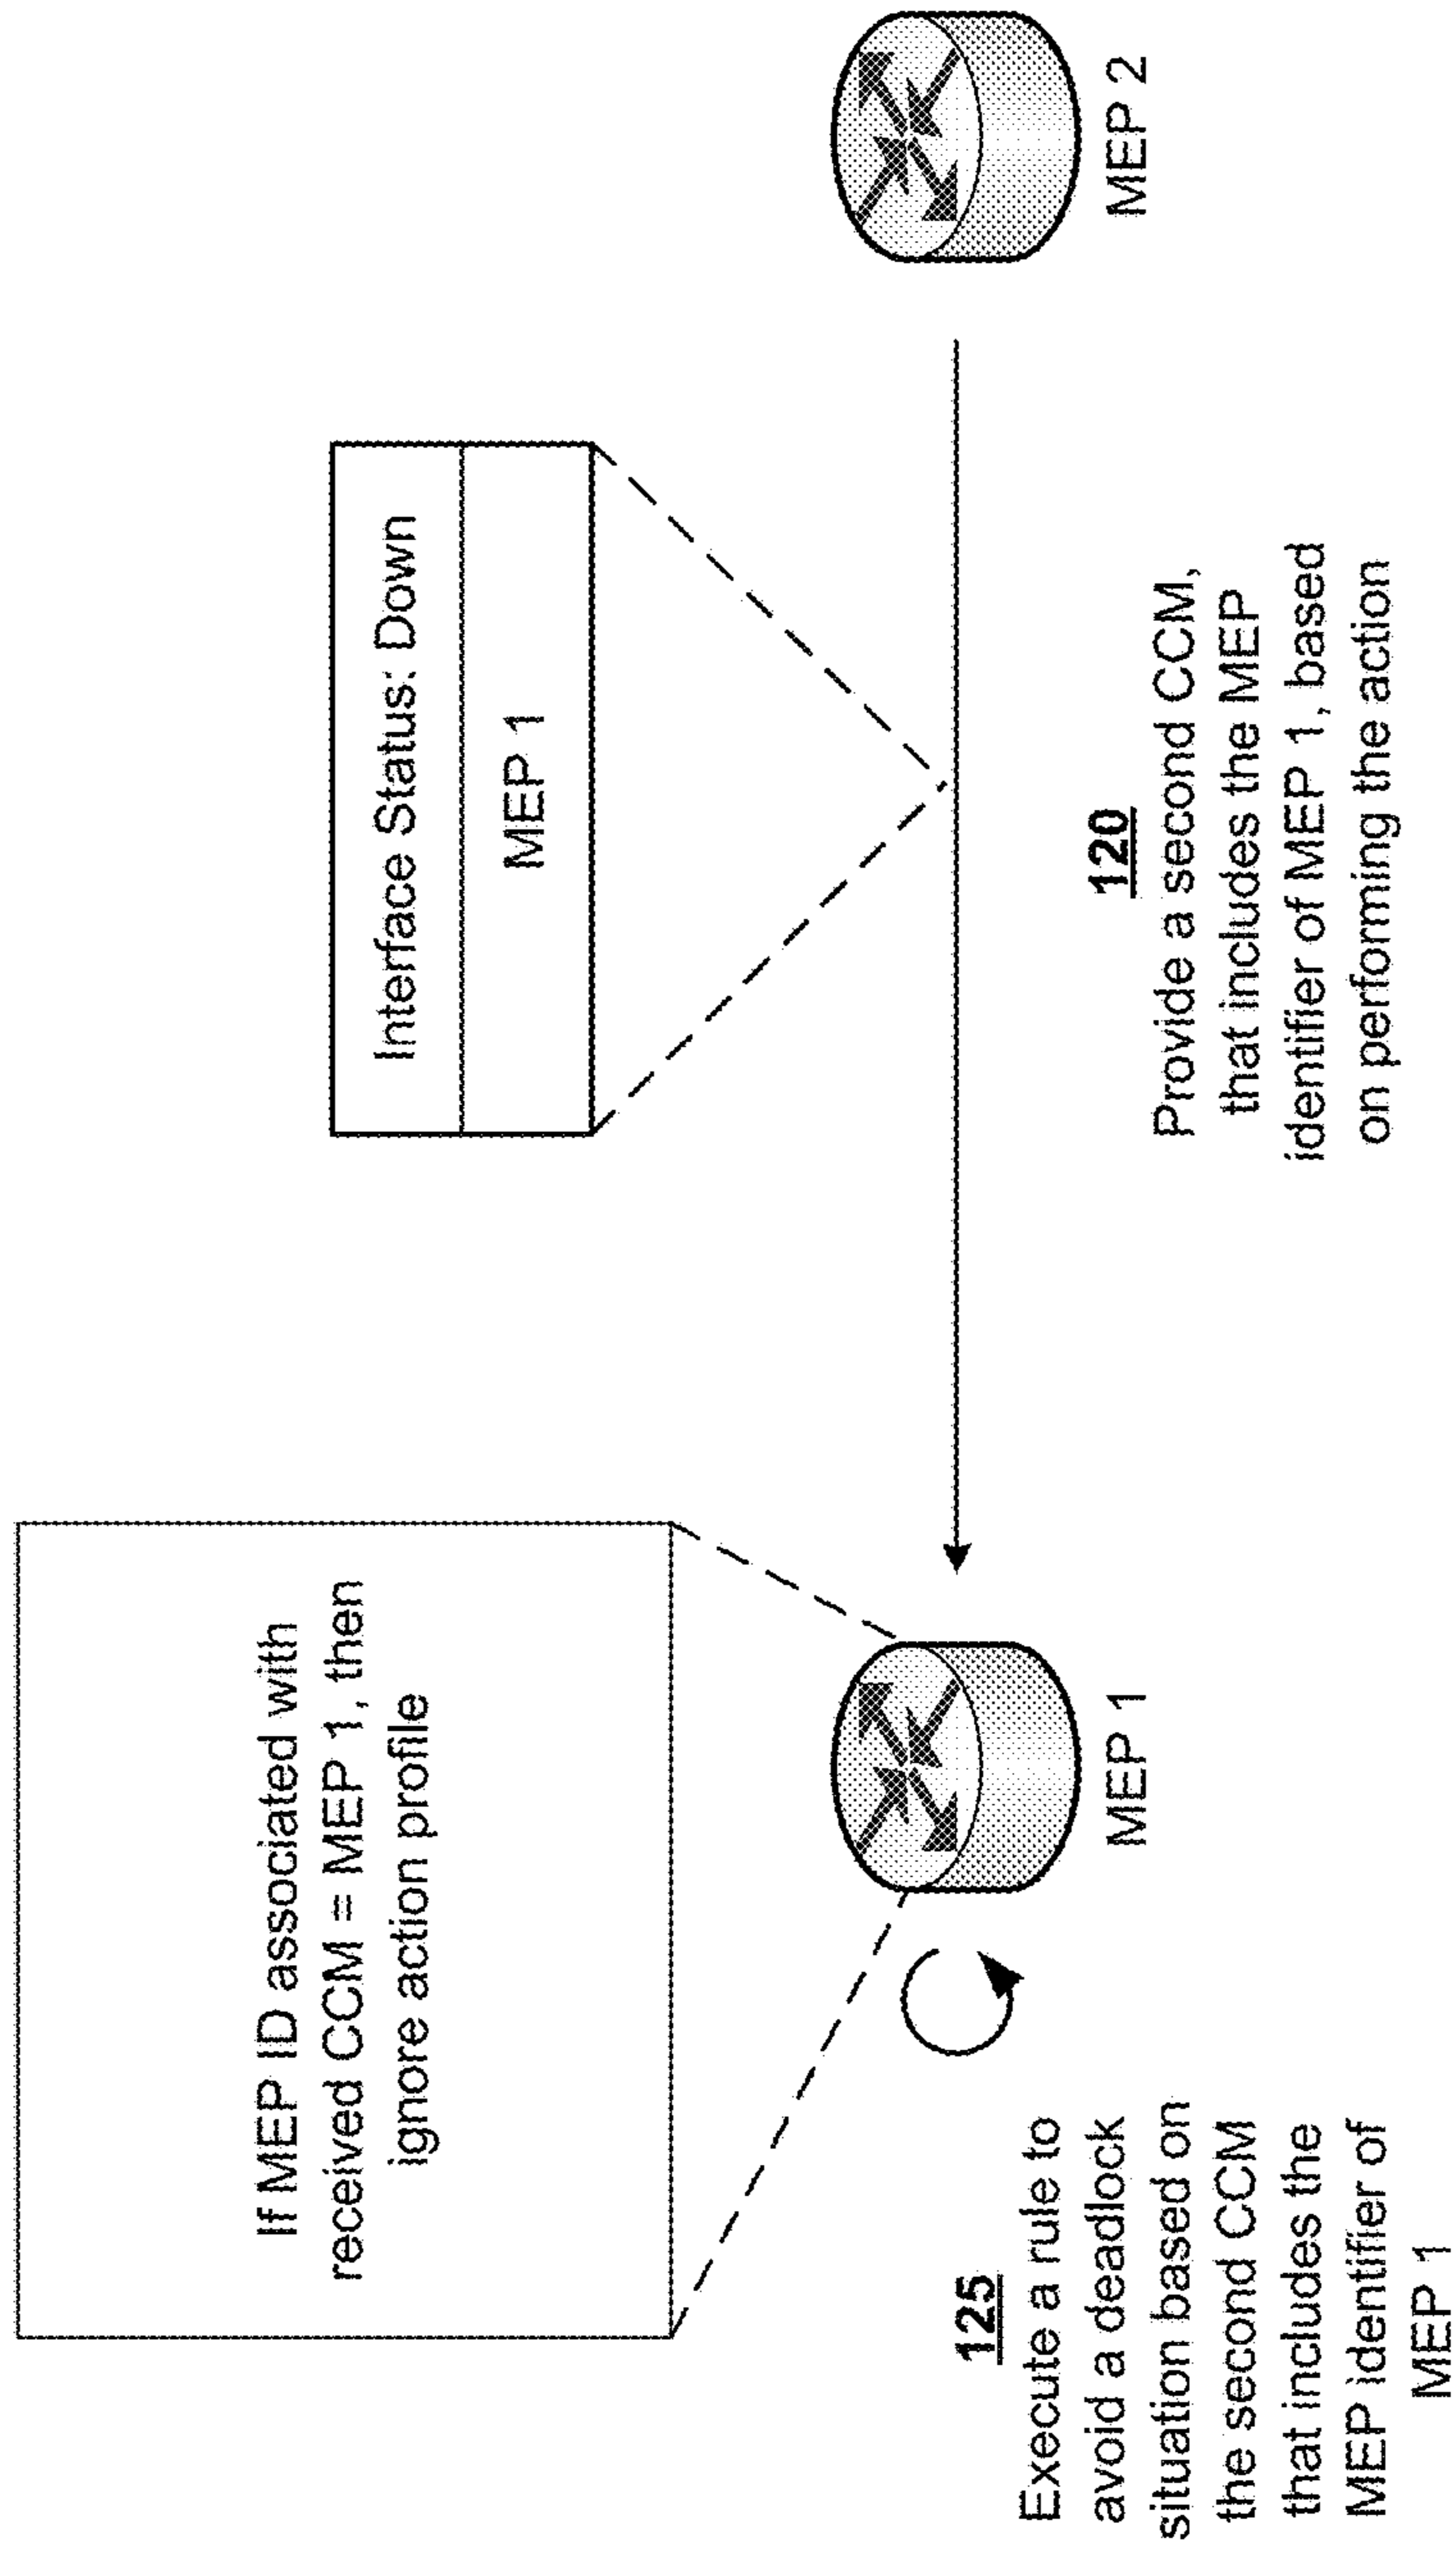 If MEP ID associated with
received CCM = MEP 1, then
ignore action profile
Interface Status: Down
MEP 1
MEP 1
MEP 2
125
Execute a rule to
avoid a deadlock
situation based on
the second CCM
that includes the
MEP identifier of
MEP 1
120
Provide a second CCM,
that includes the MEP
identifier of MEP 1, based
on performing the action